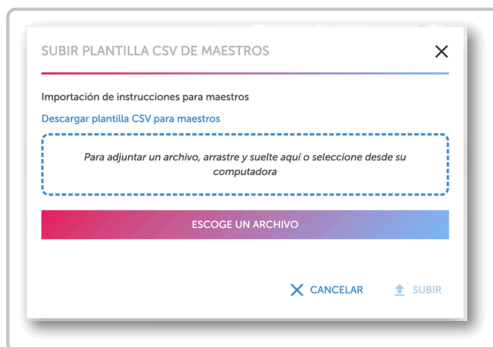 SUBIR PLANTILLA CSV DE MAESTROS
Importación de instrucciones para maestros
Descargar plantilla CSV para maestros
Para adjuntar un archivo, arrastre y suelte aquí o seleccione desde su
computadora
ESCOGE UN ARCHIVO
CANCELAR SUBIR